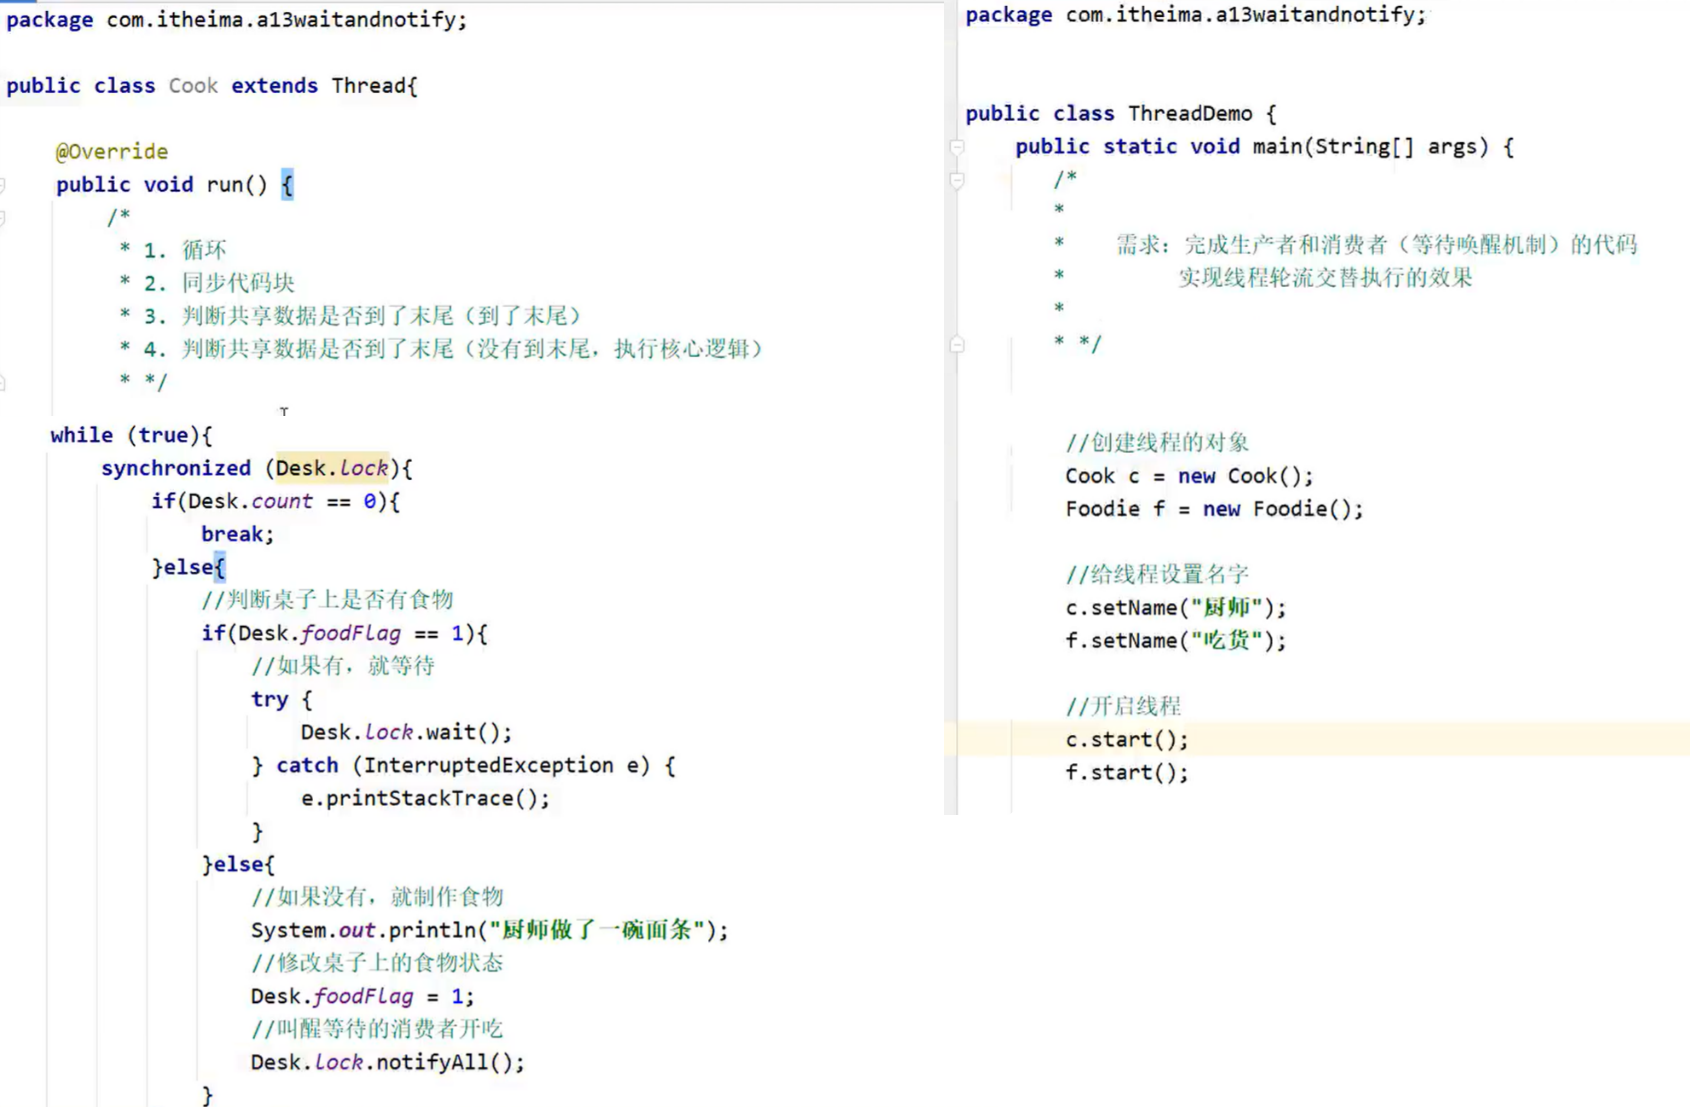 package com.itheima.a13waitandnotify;
public class Cook extends Thread{
@Override
public void run() {
/*
* 1. 循环
* 2. 同步代码块
* 3. 判断共享数据是否到了末尾（到了末尾）
* 4. 判断共享数据是否到了末尾（没有到末尾，执行核心逻辑）
* */
while (true){
synchronized (Desk.lock){
if(Desk.count == 0){
break;
}else{
//判断桌子上是否有食物
if(Desk.foodFlag == 1){
//如果有，就等待
try {
Desk.lock.wait();
} catch (InterruptedException e) {
e.printStackTrace();
}
}else{
//如果没有，就制作食物
System.out.println("厨师做了一碗面条");
//修改桌子上的食物状态
Desk.foodFlag = 1;
//叫醒等待的消费者开吃
Desk.lock.notifyAll();
}
package com.itheima.a13waitandnotify;
public class ThreadDemo {
public static void main(String[] args) {
/*
*
* 需求：完成生产者和消费者（等待唤醒机制）的代码
* 实现线程轮流交替执行的效果
*
* */
//创建线程的对象
Cook c = new Cook();
Foodie f = new Foodie();
//给线程设置名字
c.setName("厨师");
f.setName("吃货");
//开启线程
c.start();
f.start();